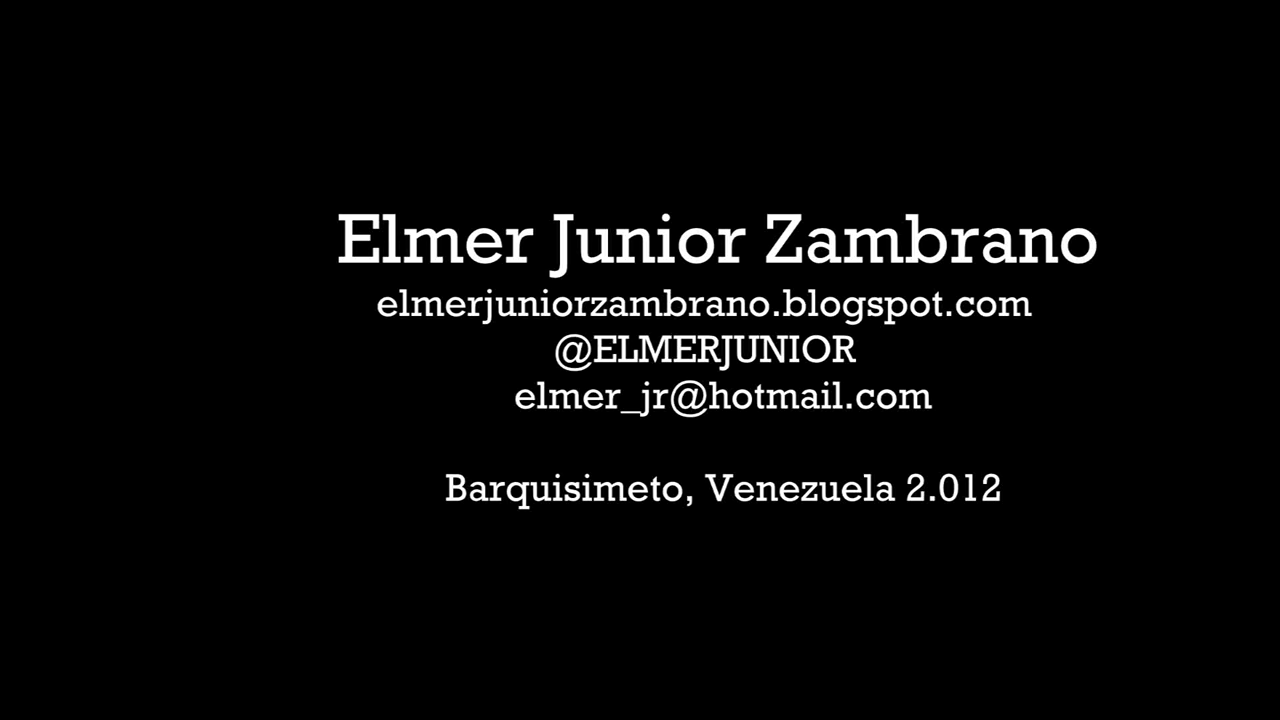 Elmer Junior Zambrano
elmerjuniorzambrano.blogspot.com
@ELMERJUNIOR
elmer_jr@hotmail.com
Barquisimeto, Venezuela 2.012